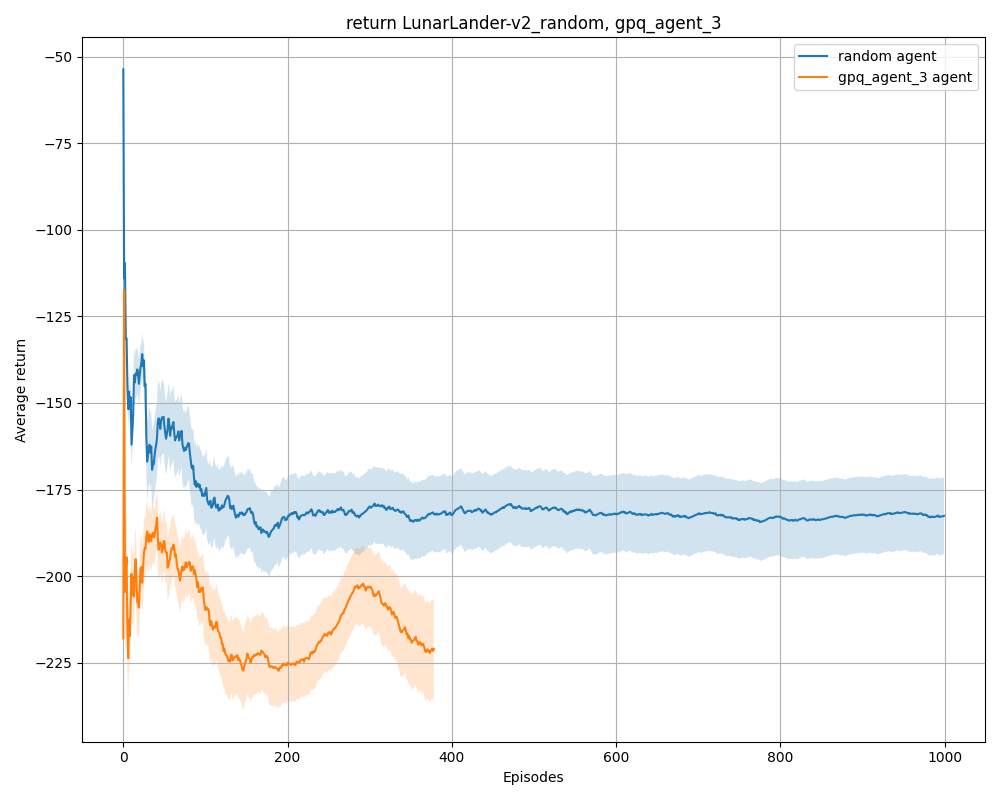 return LunarLander-v2_random, gpq_agent_3
random agent
gpq_agent_3 agent
−50
−75
−100
−125
−150
−175
−200
−225
Average return
0
200
400
600
800
1000
Episodes